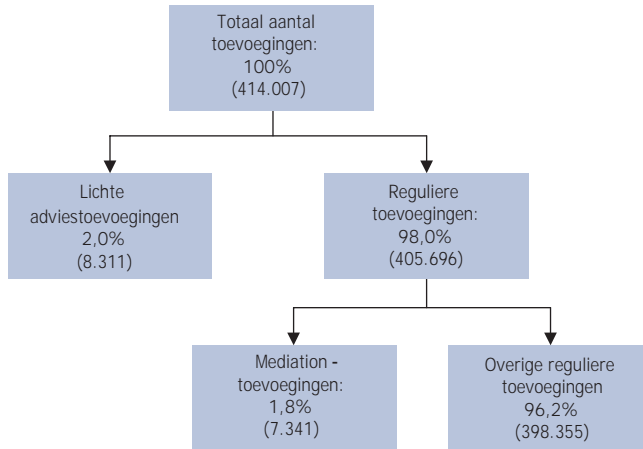 Totaal aantal
toevoegingen:
100%
(414.007)
Lichte
adviestoevoegingen
2,0%
(8.311)
Reguliere
toevoegingen:
98,0%
(405.696)
Mediation -
toevoegingen:
1,8%
(7.341)
Overige reguliere
toevoegingen
96,2%
(398.355)